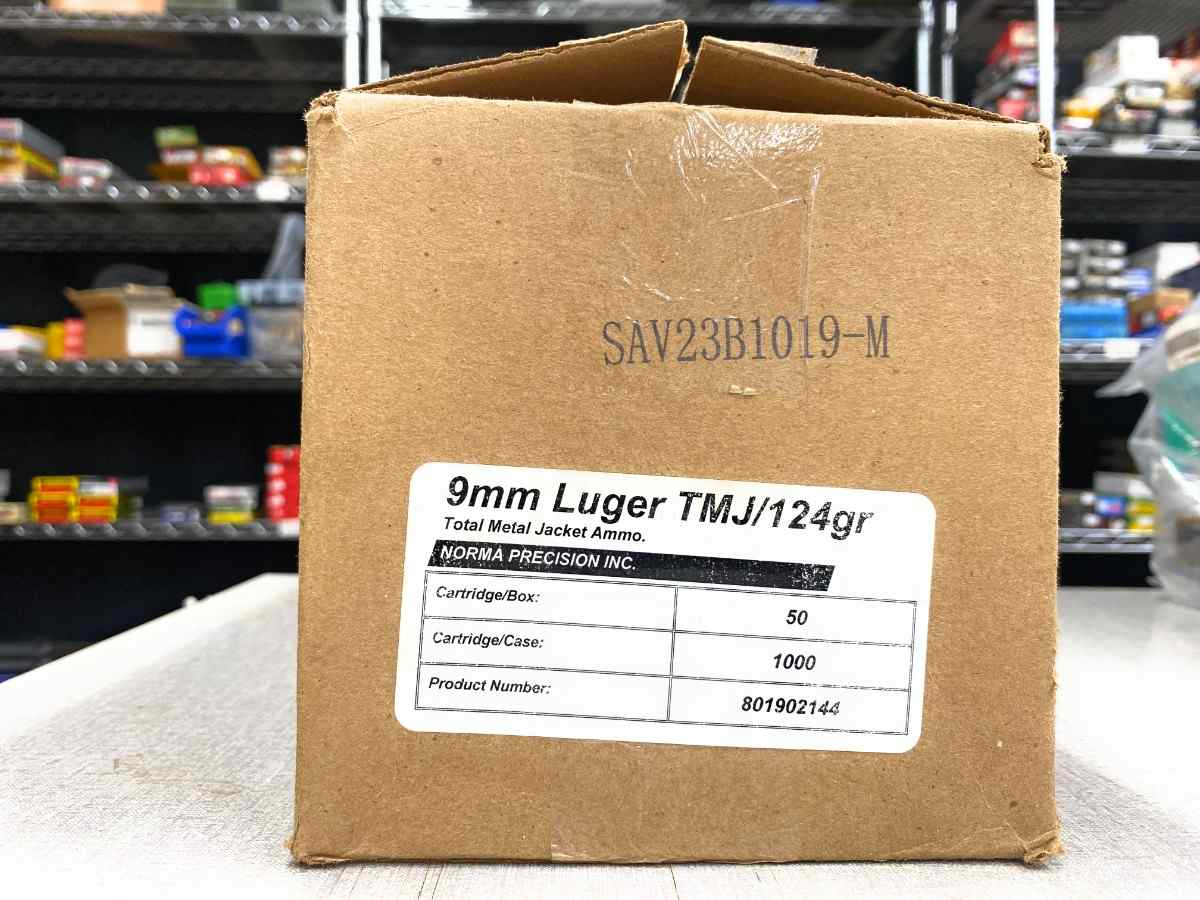 SAV23B1019-M
9mm Luger TMJ/124gr
Total Metal Jacket Ammo.
NORMA PRECISION INC.
Cartridge/Box: 50
Cartridge/Case: 1000
Product Number: 801902144